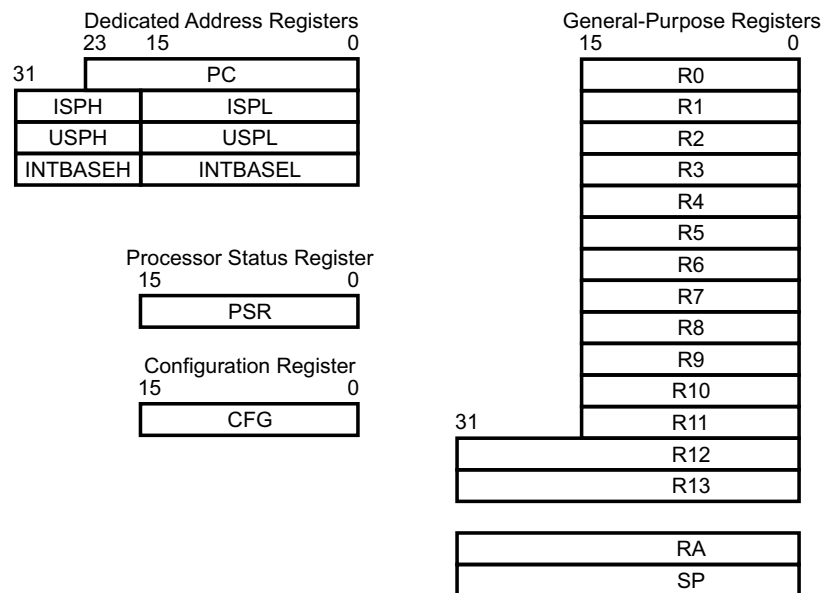 Dedicated Address Registers
23 15 0
31
PC
ISPH ISPL
USPH USPL
INTBASEH INTBASEL
Processor Status Register
15 0
PSR
Configuration Register
15 0
CFG
General-Purpose Registers
15 0
R0
R1
R2
R3
R4
R5
R6
R7
R8
R9
R10
R11
31
R12
R13
RA
SP